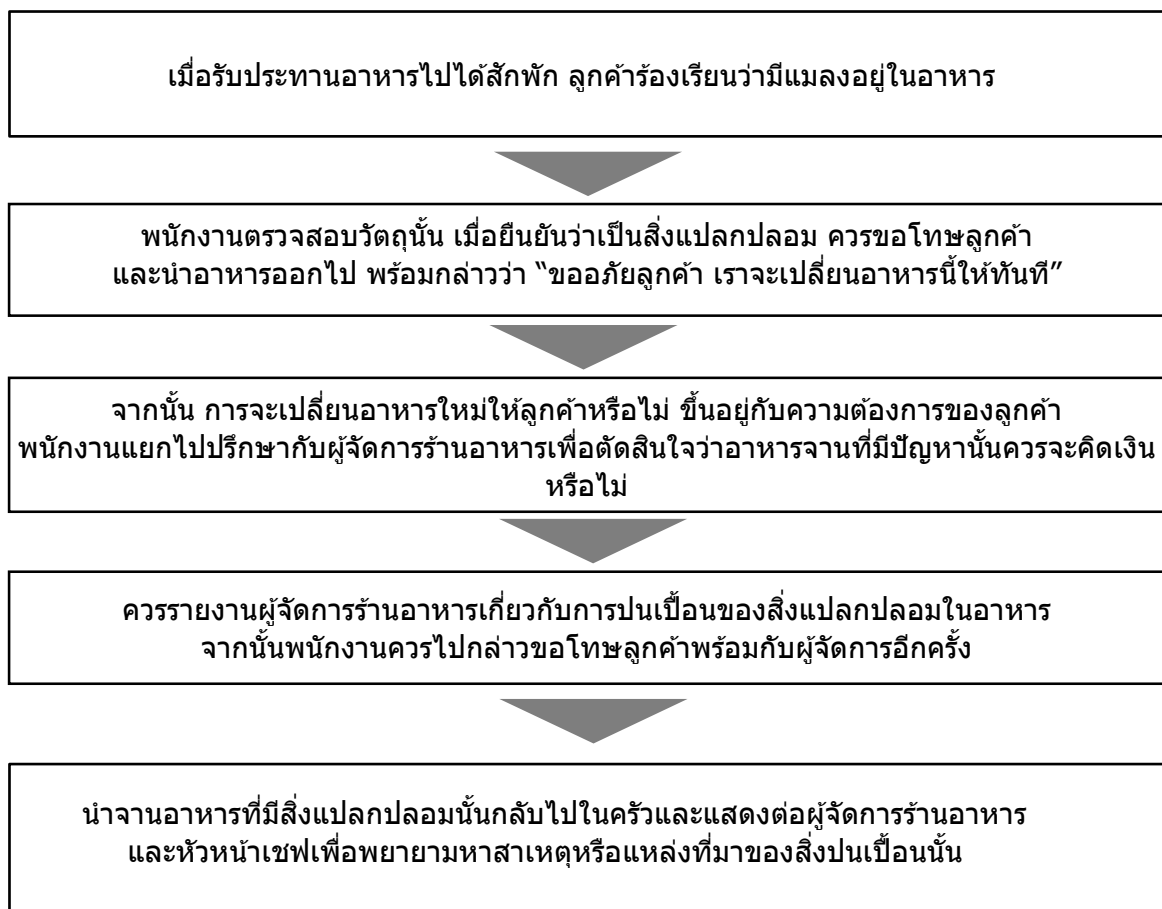 เมื่อรับประทานอาหารไปได้สักพัก ลูกค้าร้องเรียนว่ามีแมลงอยู่ในอาหาร
พนักงานตรวจสอบวัตถุนั้น เมื่อยืนยันว่าเป็นสิ่งแปลกปลอม ควรขอโทษลูกค้า
และนำอาหารออกไป พร้อมกล่าวว่า “ขออภัยลูกค้า เราจะเปลี่ยนอาหารนี้ให้ทันที”
จากนั้น การจะเปลี่ยนอาหารใหม่ให้ลูกค้าหรือไม่ ขึ้นอยู่กับความต้องการของลูกค้า
พนักงานแยกไปปรึกษากับผู้จัดการร้านอาหารเพื่อตัดสินใจว่าอาหารจานที่มีปัญหานั้นควรจะคิดเงิน
หรือไม่
ควรรายงานผู้จัดการร้านอาหารเกี่ยวกับการปนเปื้อนของสิ่งแปลกปลอมในอาหาร
จากนั้นพนักงานควรไปกล่าวขอโทษลูกค้าพร้อมกับผู้จัดการอีกครั้ง
นำจานอาหารที่มีสิ่งแปลกปลอมนั้นกลับไปในครัวและแสดงต่อผู้จัดการร้านอาหาร
และหัวหน้าเชฟเพื่อพยายามหาสาเหตุหรือแหล่งที่มาของสิ่งปนเปื้อนนั้น